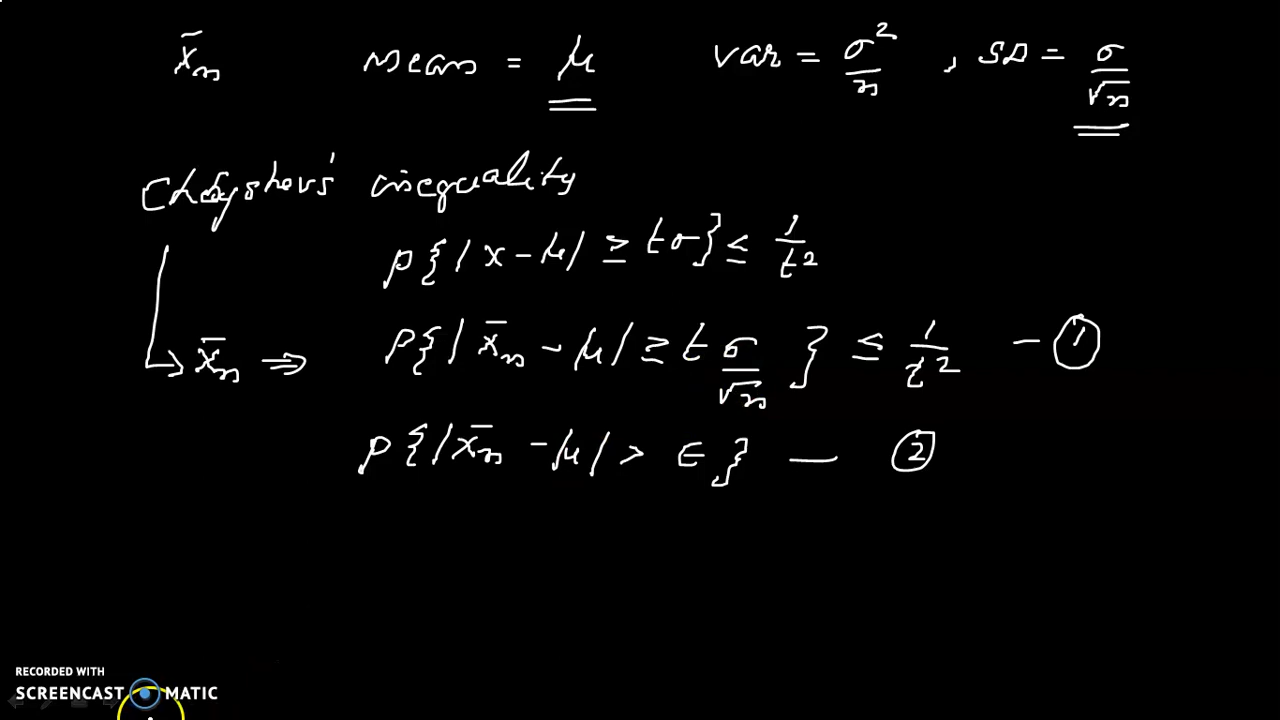 x̄ₙ mean = μ var = σ²/n , SD = σ/√n
Chebyshev's inequality
P{|x - μ| ≥ tσ} ≤ 1/t²
x̄ₙ ⇒ P{|x̄ₙ - μ| ≥ t σ/√n } ≤ 1/t² — ①
P{|x̄ₙ - μ| > ϵ} — ②
RECORDED WITH
SCREENCAST MATIC